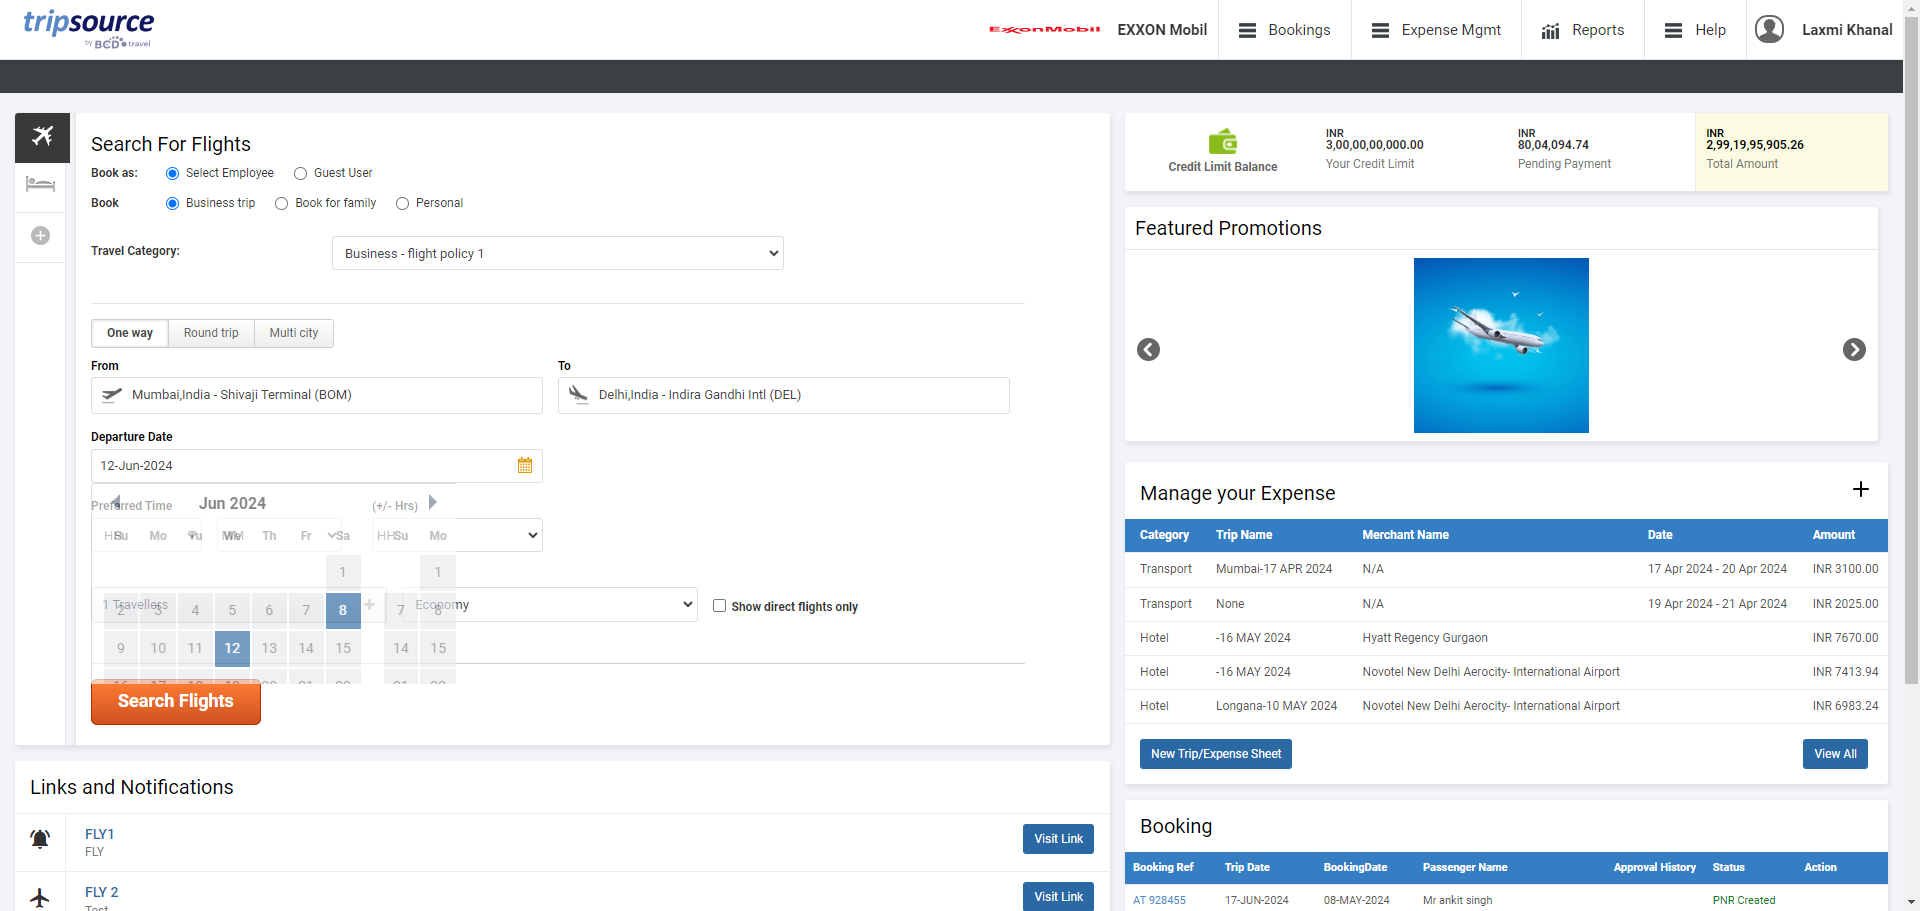 tripsource
by BCD travel
ExxonMobil
EXXON Mobil
Bookings
Expense Mgmt
Reports
Help
Laxmi Khanal
Search For Flights
Book as:
Select Employee
Guest User
Book
Business trip
Book for family
Personal
Travel Category:
Business - flight policy 1
One way
Round trip
Multi city
From
To
Mumbai,India - Shivaji Terminal (BOM)
Delhi,India - Indira Gandhi Intl (DEL)
Departure Date
12-Jun-2024
Preferred Time
Jun 2024
(+/- Hrs)
HH
MM
HH
Su Mo Tu We Th Fr Sa
Su Mo
1
1
1 Travellers
Economy
2 3 4 5 6 7 8
7 8
Show direct flights only
9 10 11 12 13 14 15
14 15
Search Flights
Credit Limit Balance
INR
3,00,00,00,000.00
Your Credit Limit
INR
80,04,094.74
Pending Payment
INR
2,99,19,95,905.26
Total Amount
Featured Promotions
Manage your Expense
Category Trip Name Merchant Name Date Amount
Transport Mumbai-17 APR 2024 N/A 17 Apr 2024 - 20 Apr 2024 INR 3100.00
Transport None N/A 19 Apr 2024 - 21 Apr 2024 INR 2025.00
Hotel -16 MAY 2024 Hyatt Regency Gurgaon INR 7670.00
Hotel -16 MAY 2024 Novotel New Delhi Aerocity- International Airport INR 7413.94
Hotel Longana-10 MAY 2024 Novotel New Delhi Aerocity- International Airport INR 6983.24
New Trip/Expense Sheet
View All
Links and Notifications
FLY1
FLY
Visit Link
FLY 2
Test
Visit Link
Booking
Booking Ref Trip Date BookingDate Passenger Name Approval History Status Action
AT 928455 17-JUN-2024 08-MAY-2024 Mr ankit singh PNR Created